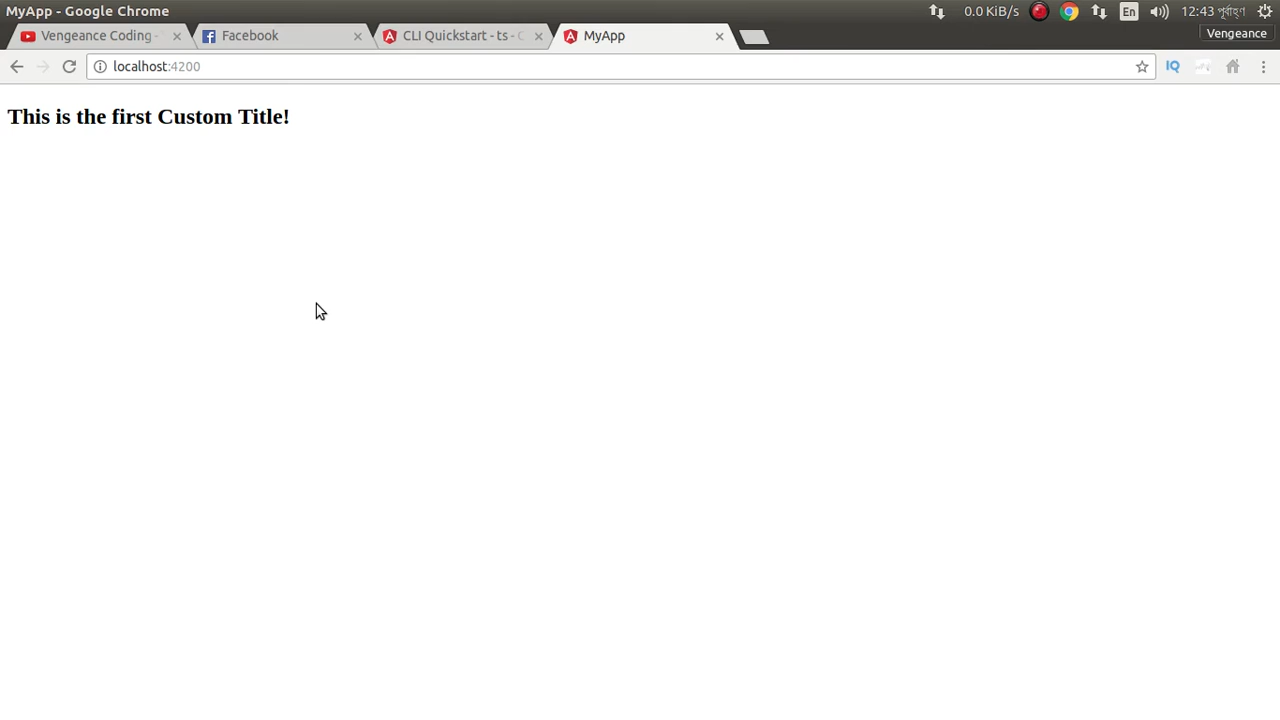 MyApp - Google Chrome
0.0 KiB/s
En
12:43 পূর্বাহ্ণ
Vengeance Coding -
Facebook
CLI Quickstart - ts -
MyApp
Vengeance
localhost:4200
IQ
This is the first Custom Title!